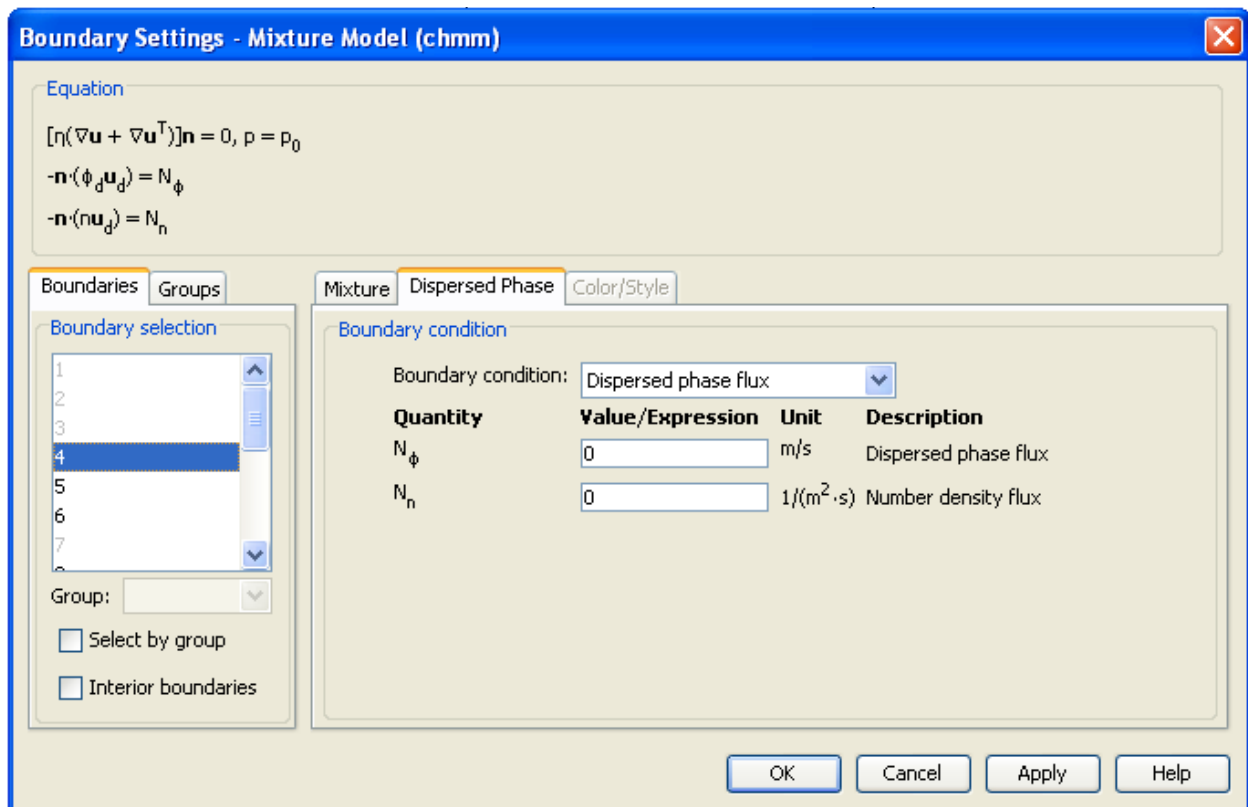 Boundary Settings - Mixture Model (chmm)
Equation
[η(∇u + ∇uᵀ)]n = 0, p = p₀
-n·(ϕ_d u_d) = N_ϕ
-n·(nu_d) = N_n
Boundaries Groups
Boundary selection
1
2
3
4
5
6
7
Group:
Select by group
Interior boundaries
Mixture Dispersed Phase Color/Style
Boundary condition
Boundary condition: Dispersed phase flux
Quantity Value/Expression Unit Description
N_ϕ 0 m/s Dispersed phase flux
N_n 0 1/(m²·s) Number density flux
OK Cancel Apply Help